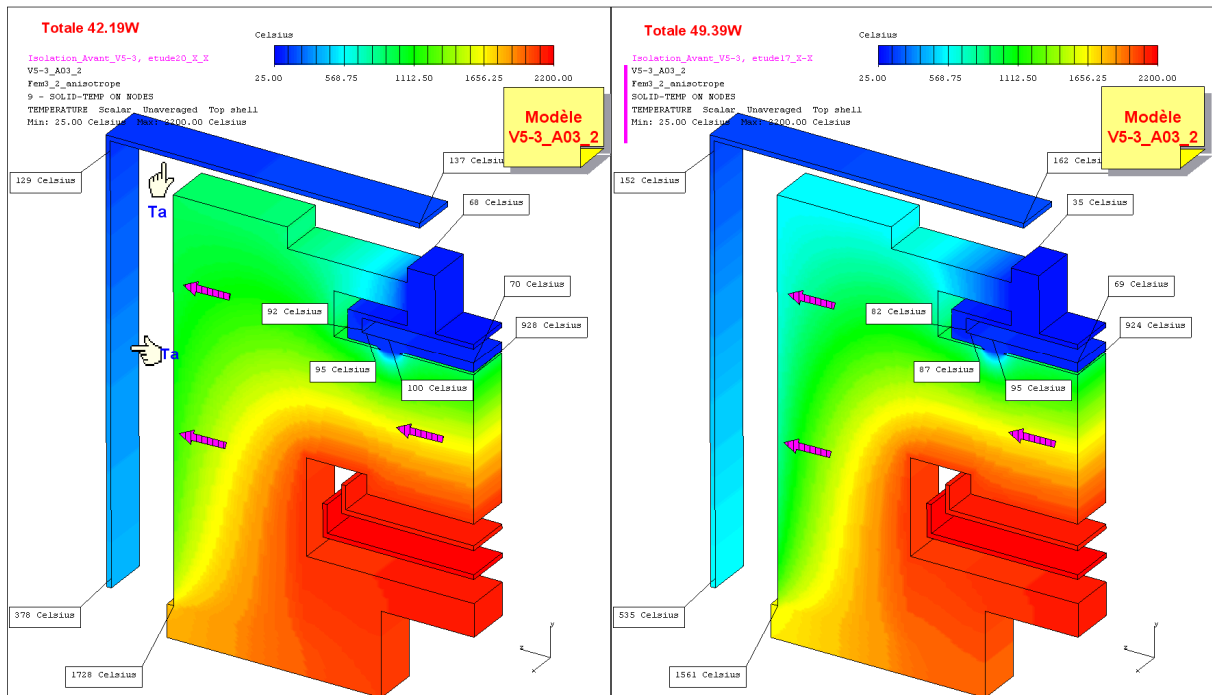 Totale 42.19W
Celsius
25.00 568.75 1112.50 1656.25 2200.00
Isolation_Avant_V5-3, etude20_X_X
V5-3_A03_2
Fem3_2_anisotrope
9 - SOLID-TEMP ON NODES
TEMPERATURE Scalar Unaveraged Top shell
Min: 25.00 Celsius Max: 2200.00 Celsius
Modèle
V5-3_A03_2
129 Celsius
137 Celsius
Ta
68 Celsius
70 Celsius
92 Celsius
928 Celsius
Ta
95 Celsius
100 Celsius
378 Celsius
1728 Celsius
z
y
x
Totale 49.39W
Celsius
25.00 568.75 1112.50 1656.25 2200.00
Isolation_Avant_V5-3, etude17_X-X
V5-3_A03_2
Fem3_2_anisotrope
SOLID-TEMP ON NODES
TEMPERATURE Scalar Unaveraged Top shell
Min: 25.00 Celsius Max: 2200.00 Celsius
Modèle
V5-3_A03_2
152 Celsius
162 Celsius
35 Celsius
69 Celsius
82 Celsius
924 Celsius
87 Celsius
95 Celsius
535 Celsius
1561 Celsius
z
y
x